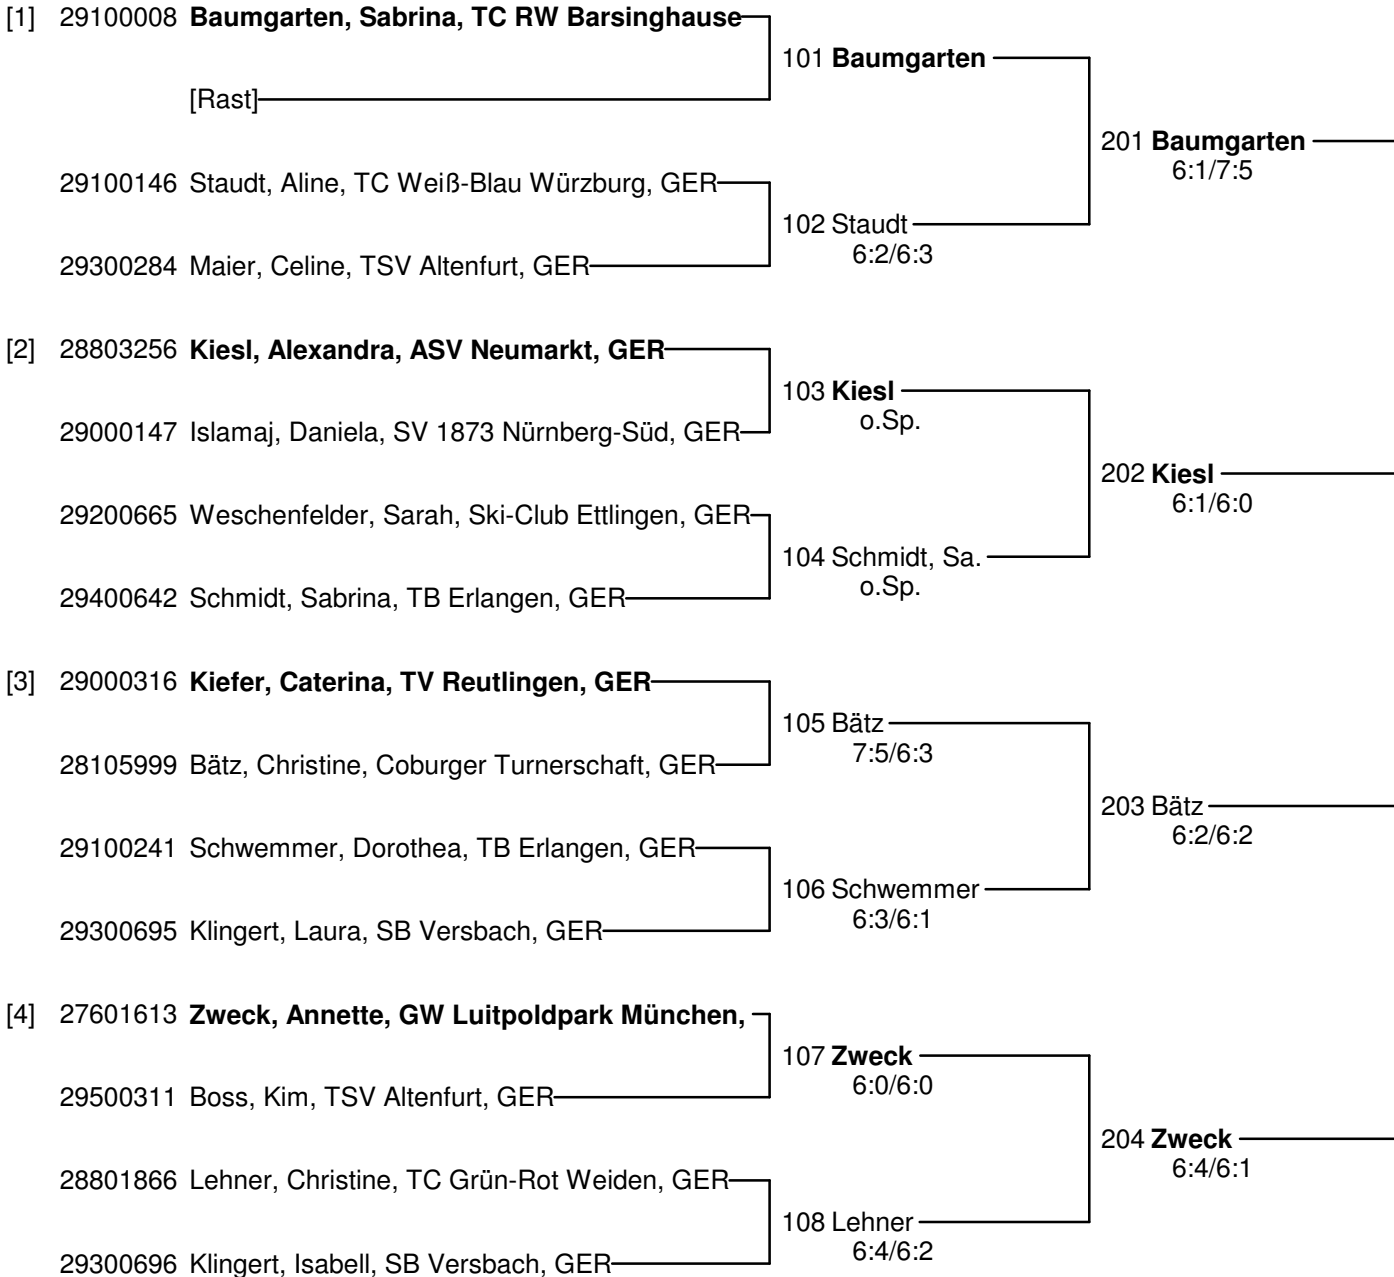 [1] 29100008 Baumgarten, Sabrina, TC RW Barsinghause
101 Baumgarten
[Rast]
201 Baumgarten
6:1/7:5
29100146 Staudt, Aline, TC Weiß-Blau Würzburg, GER
102 Staudt
6:2/6:3
29300284 Maier, Celine, TSV Altenfurt, GER
[2] 28803256 Kiesl, Alexandra, ASV Neumarkt, GER
103 Kiesl
o.Sp.
29000147 Islamaj, Daniela, SV 1873 Nürnberg-Süd, GER
202 Kiesl
6:1/6:0
29200665 Weschenfelder, Sarah, Ski-Club Ettlingen, GER
104 Schmidt, Sa.
o.Sp.
29400642 Schmidt, Sabrina, TB Erlangen, GER
[3] 29000316 Kiefer, Caterina, TV Reutlingen, GER
105 Bätz
7:5/6:3
28105999 Bätz, Christine, Coburger Turnerschaft, GER
203 Bätz
6:2/6:2
29100241 Schwemmer, Dorothea, TB Erlangen, GER
106 Schwemmer
6:3/6:1
29300695 Klingert, Laura, SB Versbach, GER
[4] 27601613 Zweck, Annette, GW Luitpoldpark München,
107 Zweck
6:0/6:0
29500311 Boss, Kim, TSV Altenfurt, GER
204 Zweck
6:4/6:1
28801866 Lehner, Christine, TC Grün-Rot Weiden, GER
108 Lehner
6:4/6:2
29300696 Klingert, Isabell, SB Versbach, GER